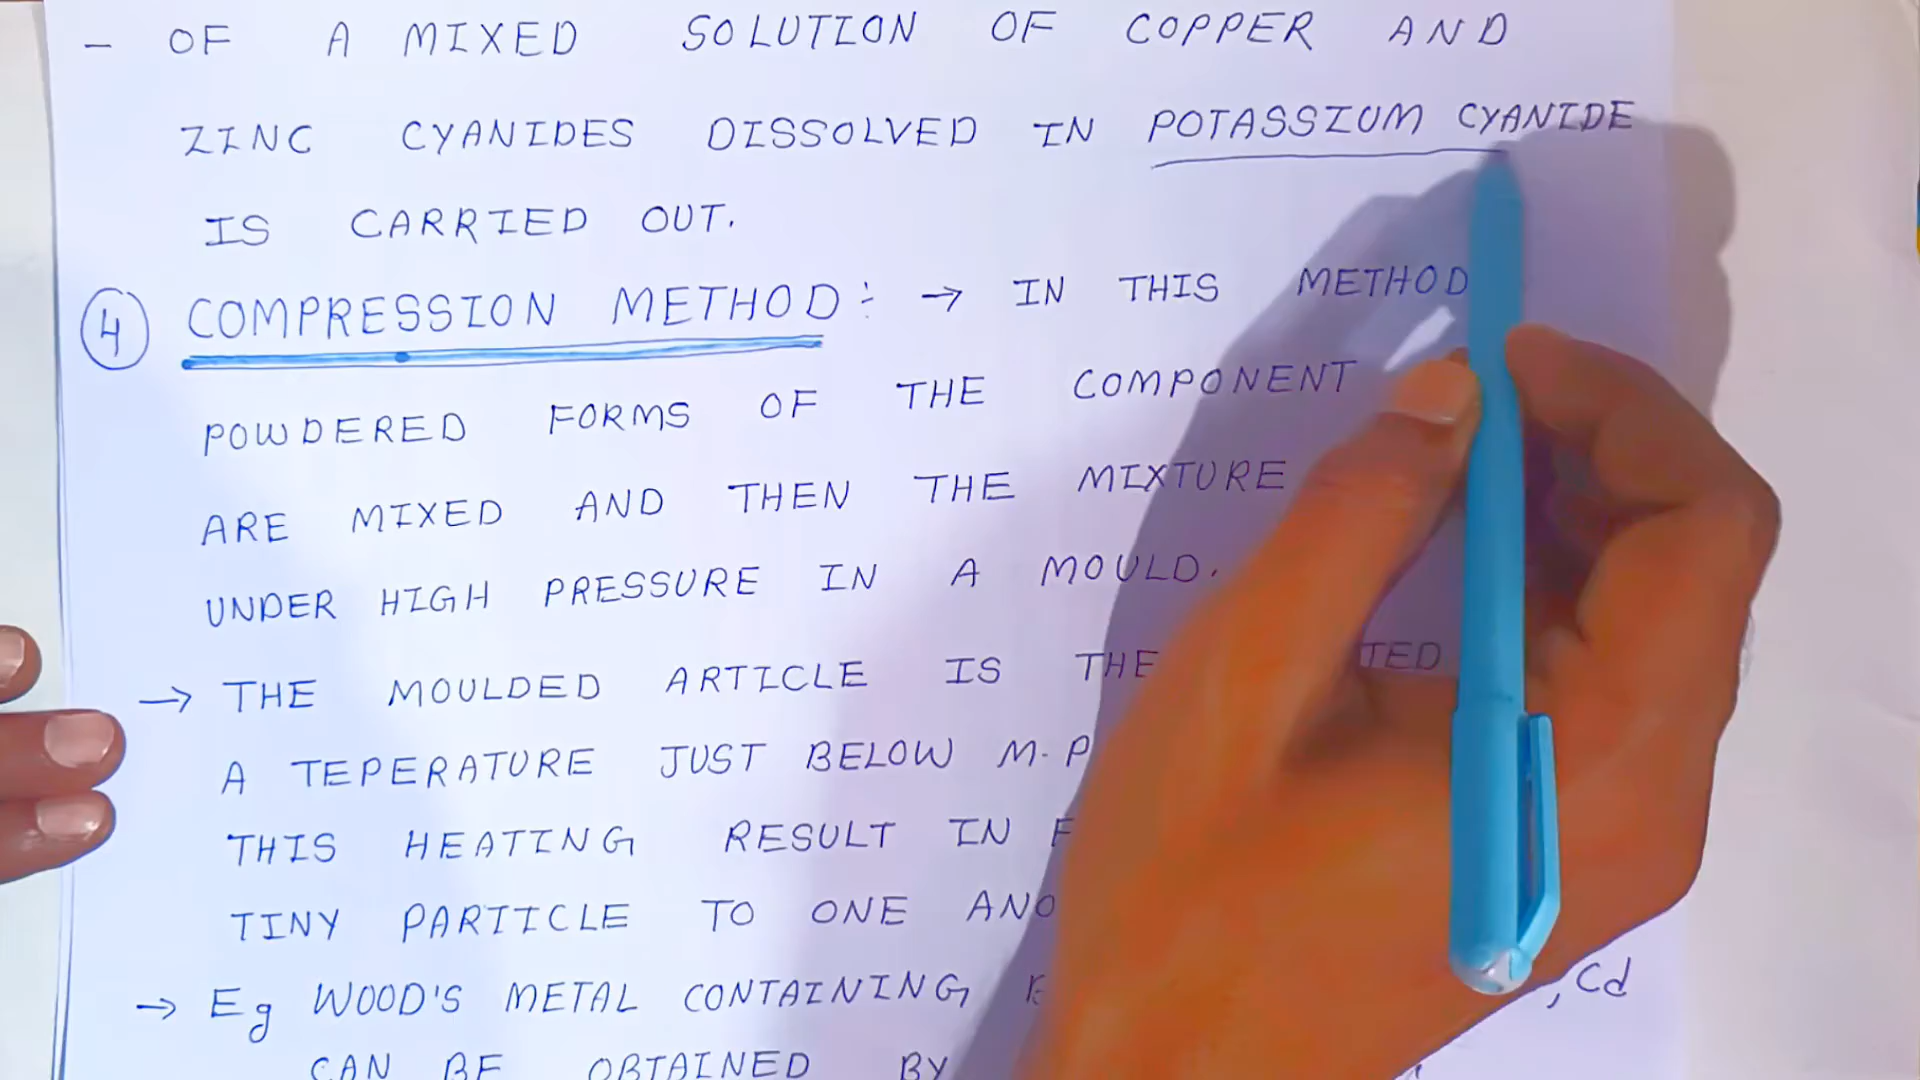 - OF A MIXED SOLUTION OF COPPER AND
ZINC CYANIDES DISSOLVED IN POTASSIUM CYANIDE
IS CARRIED OUT.
4 COMPRESSION METHOD :- → IN THIS METHOD
POWDERED FORMS OF THE COMPONENT
ARE MIXED AND THEN THE MIXTURE
UNDER HIGH PRESSURE IN A MOULD.
→ THE MOULDED ARTICLE IS THE
A TEPERATURE JUST BELOW M.P
THIS HEATING RESULT IN
TINY PARTICLE TO ONE
→ Eg WOOD'S METAL CONTAINING , Cd
CAN BE OBTAINED BY